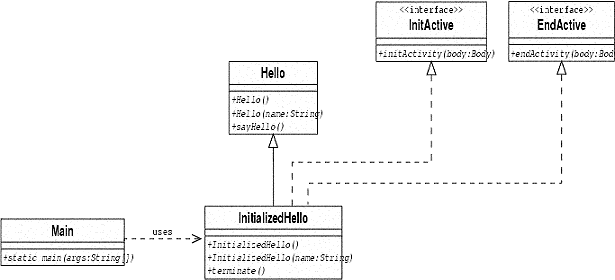 <<interface>>
InitActive
+initActivity(body:Body)
<<interface>>
EndActive
+endActivity(body:Bod
Hello
+Hello()
+Hello(name:String)
+sayHello()
Main
+static main(args:String[])
uses
InitializedHello
+InitializedHello()
+InitializedHello(name:String)
+terminate()